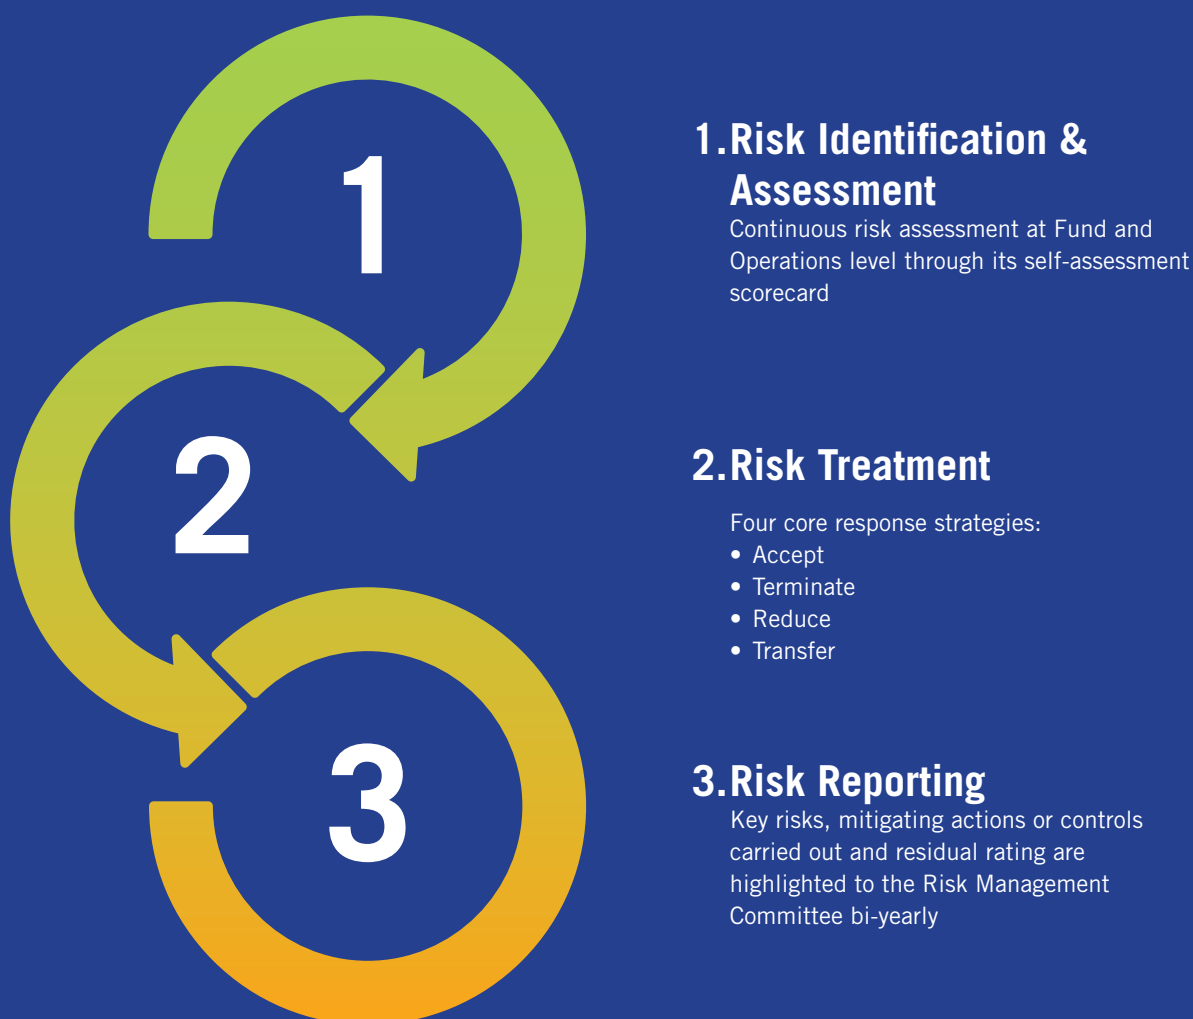 1
1.Risk Identification &
Assessment
Continuous risk assessment at Fund and
Operations level through its self-assessment
scorecard
2
2.Risk Treatment
Four core response strategies:
• Accept
• Terminate
• Reduce
• Transfer
3
3.Risk Reporting
Key risks, mitigating actions or controls
carried out and residual rating are
highlighted to the Risk Management
Committee bi-yearly